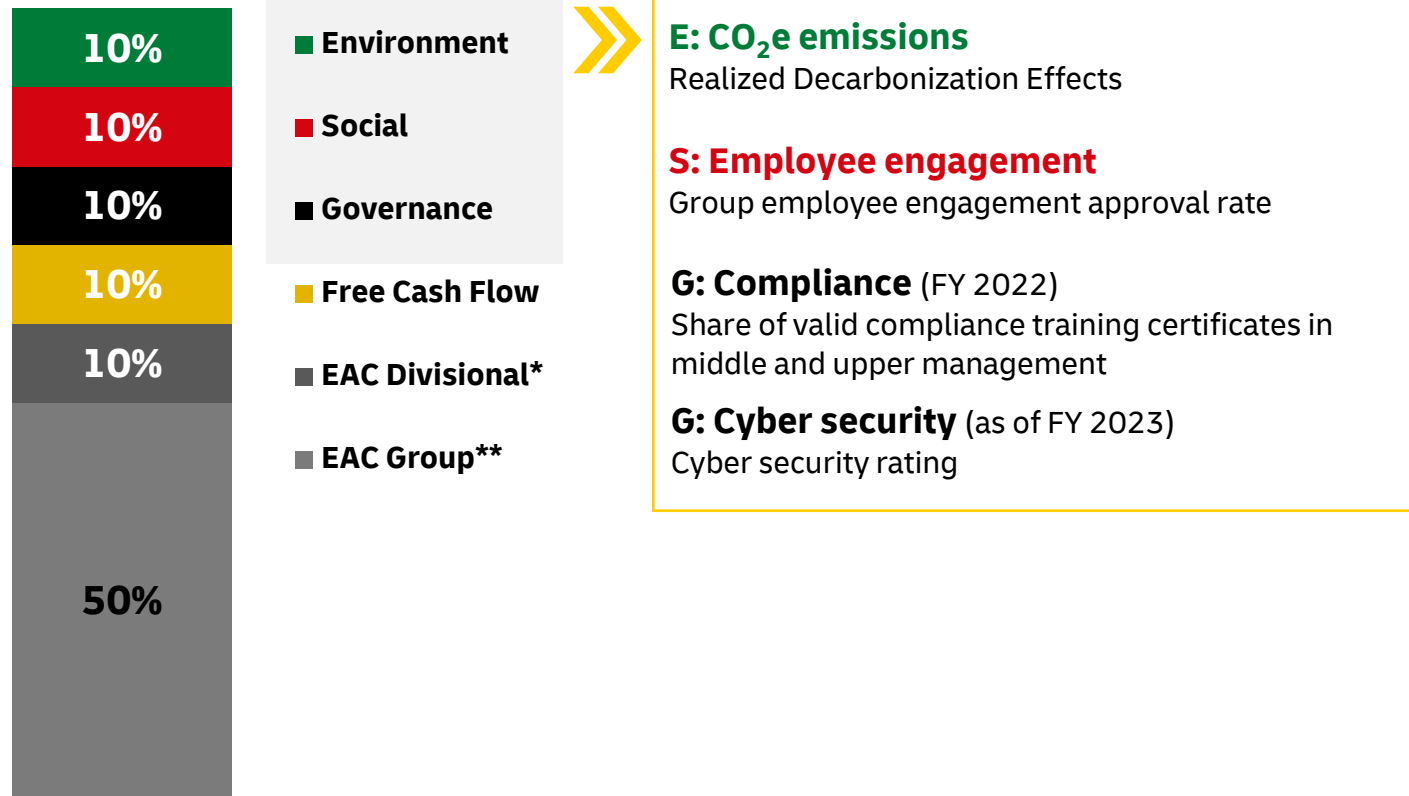 10%
10%
10%
10%
10%
50%
Environment
Social
Governance
Free Cash Flow
EAC Divisional*
EAC Group**
E: CO₂e emissions
Realized Decarbonization Effects
S: Employee engagement
Group employee engagement approval rate
G: Compliance (FY 2022)
Share of valid compliance training certificates in
middle and upper management
G: Cyber security (as of FY 2023)
Cyber security rating